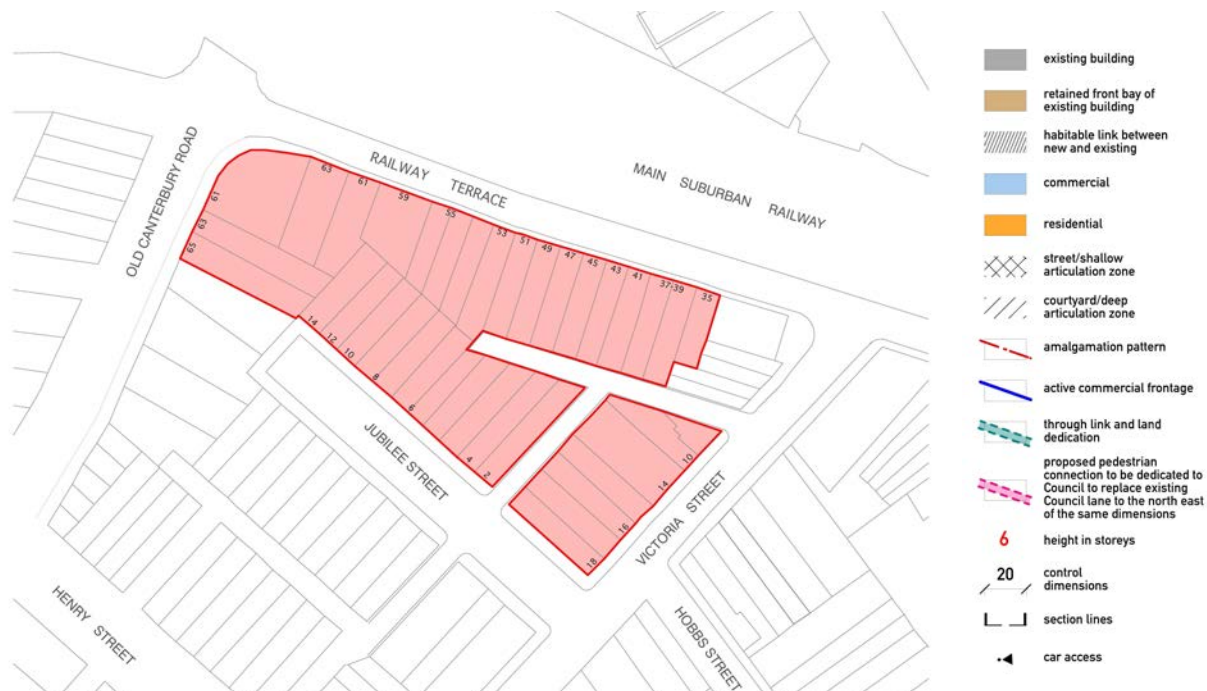 OLD CANTERBURY ROAD
RAILWAY TERRACE
MAIN SUBURBAN RAILWAY
63
61
59
55
53
51
49
47
45
43
41
37-39
35
61
63
65
14
12
10
8
6
4
2
10
14
16
18
JUBILEE STREET
VICTORIA STREET
HENRY STREET
HOBBS STREET
existing building
retained front bay of
existing building
habitable link between
new and existing
commercial
residential
street/shallow
articulation zone
courtyard/deep
articulation zone
amalgamation pattern
active commercial frontage
through link and land
dedication
proposed pedestrian
connection to be dedicated to
Council to replace existing
Council lane to the north east
of the same dimensions
6
height in storeys
20
control
dimensions
section lines
car access